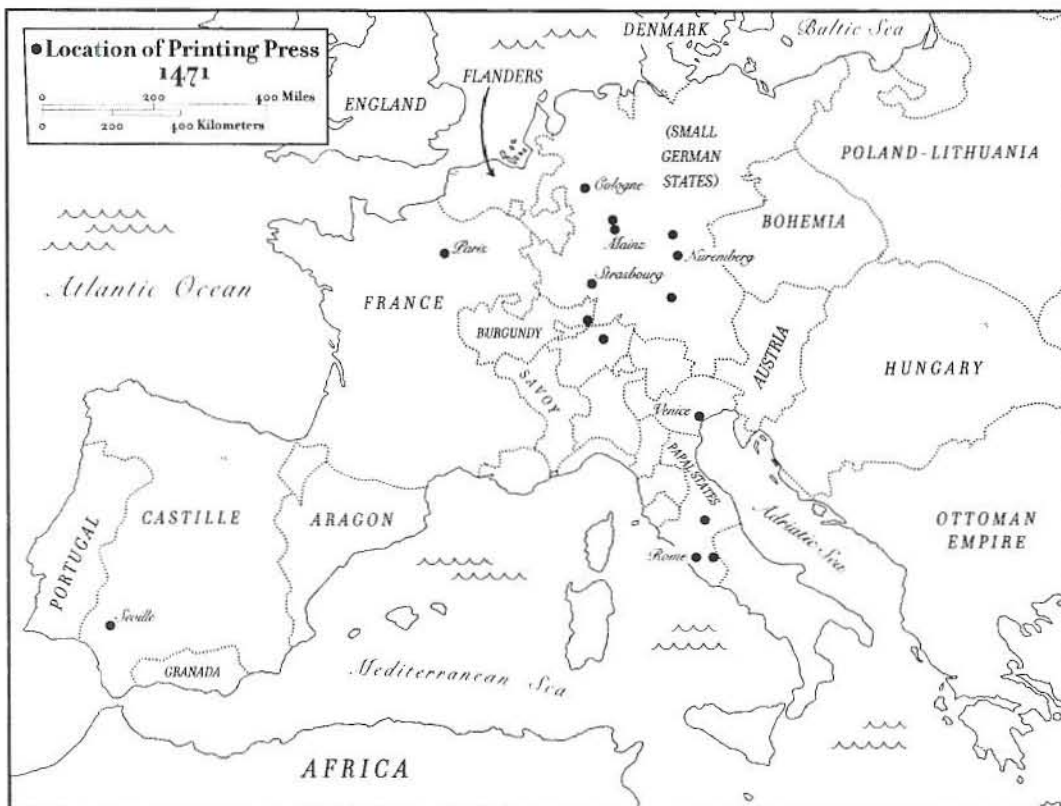 Location of Printing Press
1471
0 200 400 Miles
0 200 400 Kilometers
DENMARK
Baltic Sea
FLANDERS
ENGLAND
(SMALL
GERMAN
STATES)
POLAND-LITHUANIA
Cologne
BOHEMIA
Mainz
Paris
Nuremberg
Strasbourg
Atlantic Ocean
FRANCE
BURGUNDY
AUSTRIA
HUNGARY
SAVOY
Venice
PAPAL STATES
CASTILLE
ARAGON
Adriatic Sea
OTTOMAN
EMPIRE
PORTUGAL
Rome
Seville
GRANADA
Mediterranean Sea
AFRICA